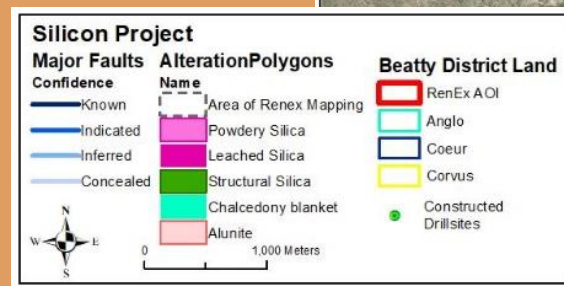 Silicon Project
Major Faults
Confidence
Known
Indicated
Inferred
Concealed
AlterationPolygons
Name
Area of Renex Mapping
Powdery Silica
Leached Silica
Structural Silica
Chalcedony blanket
Alunite
Beatty District Land
RenEx AOI
Anglo
Coeur
Corvus
Constructed
Drillsites
N
W E
S
0 1,000 Meters